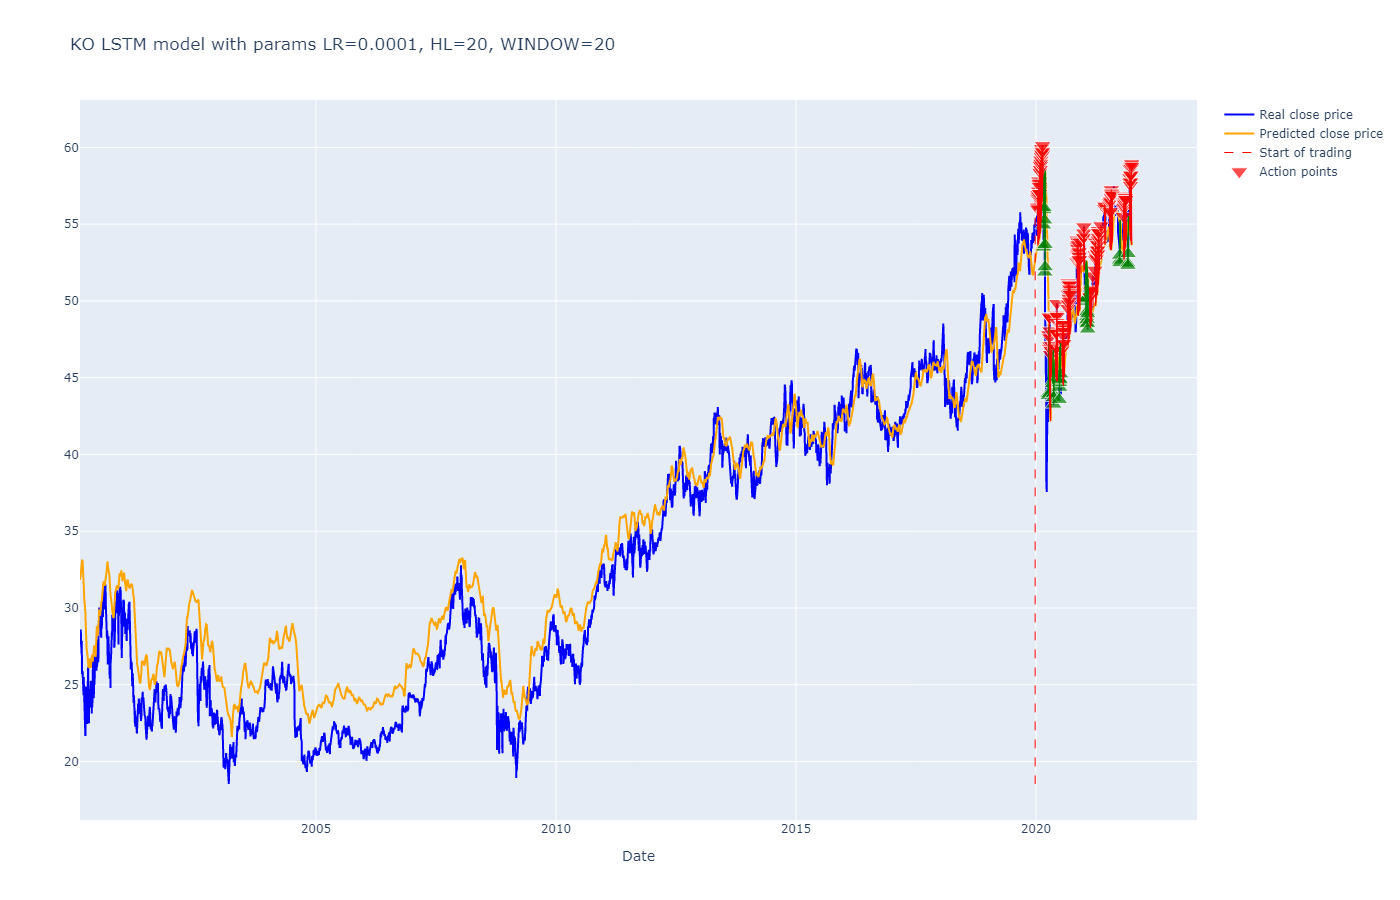 KO LSTM model with params LR=0.0001, HL=20, WINDOW=20
Real close price
Predicted close price
Start of trading
Action points
60
55
50
45
40
35
30
25
20
2005
2010
2015
2020
Date